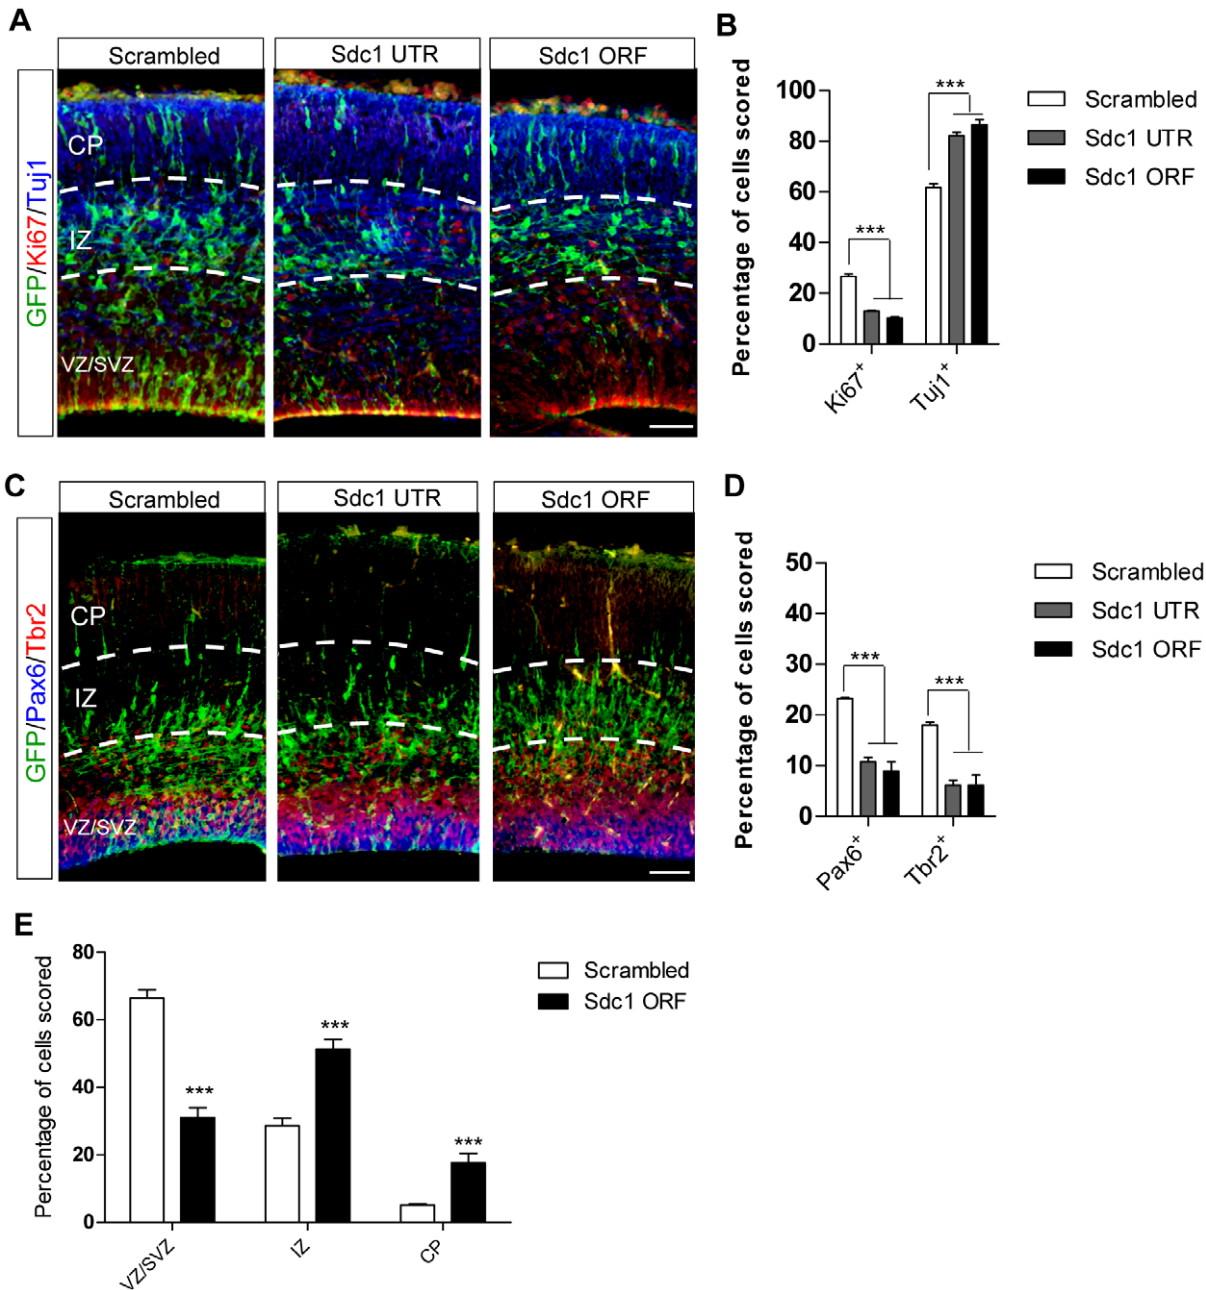 A
Scrambled
Sdc1 UTR
Sdc1 ORF
GFP/Ki67/Tuj1
CP
IZ
VZ/SVZ
B
Percentage of cells scored
100
80
60
40
20
0
***
***
Ki67+
Tuj1+
Scrambled
Sdc1 UTR
Sdc1 ORF
C
Scrambled
Sdc1 UTR
Sdc1 ORF
GFP/Pax6/Tbr2
CP
IZ
VZ/SVZ
D
Percentage of cells scored
50
40
30
20
10
0
***
***
Pax6+
Tbr2+
Scrambled
Sdc1 UTR
Sdc1 ORF
E
Percentage of cells scored
80
60
40
20
0
***
***
***
VZ/SVZ
IZ
CP
Scrambled
Sdc1 ORF